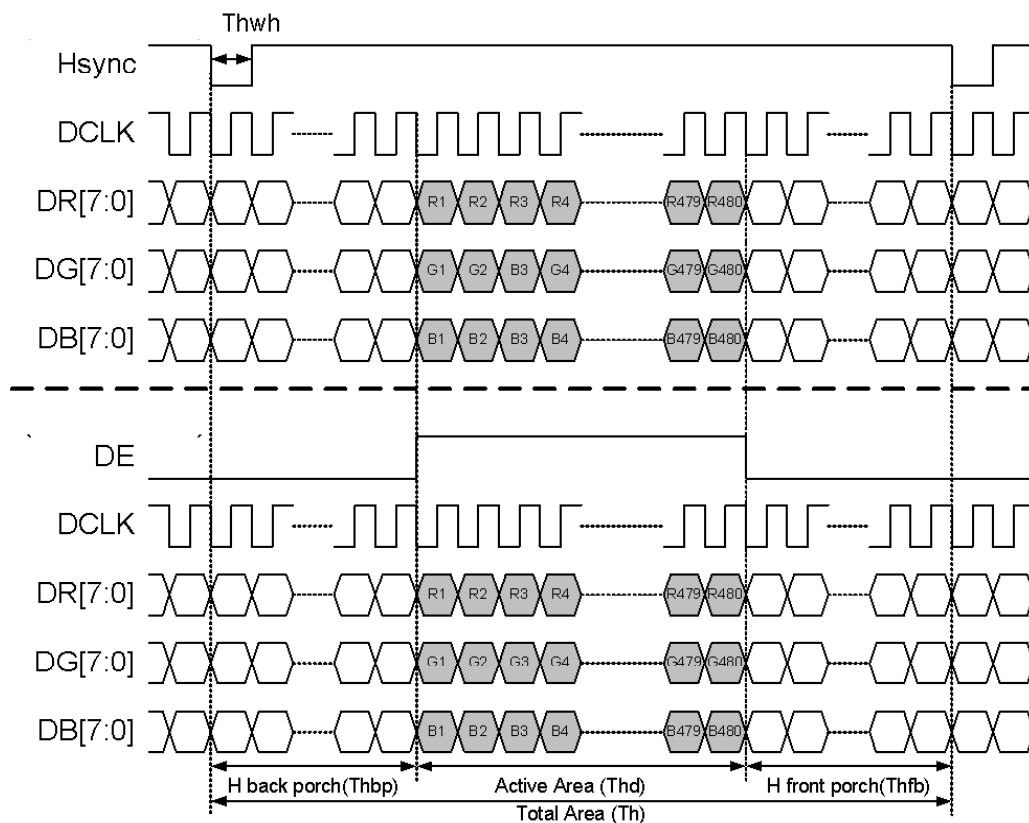 Thwh
Hsync
DCLK
DR[7:0] R1 R2 R3 R4 R479 R480
DG[7:0] G1 G2 B3 G4 G479 G480
DB[7:0] B1 B2 B3 B4 B479 B480
DE
DCLK
DR[7:0] R1 R2 R3 R4 R479 R480
DG[7:0] G1 G2 G3 G4 G479 G480
DB[7:0] B1 B2 B3 B4 B479 B480
H back porch(Thbp) Active Area (Thd) H front porch(Thfb)
Total Area (Th)